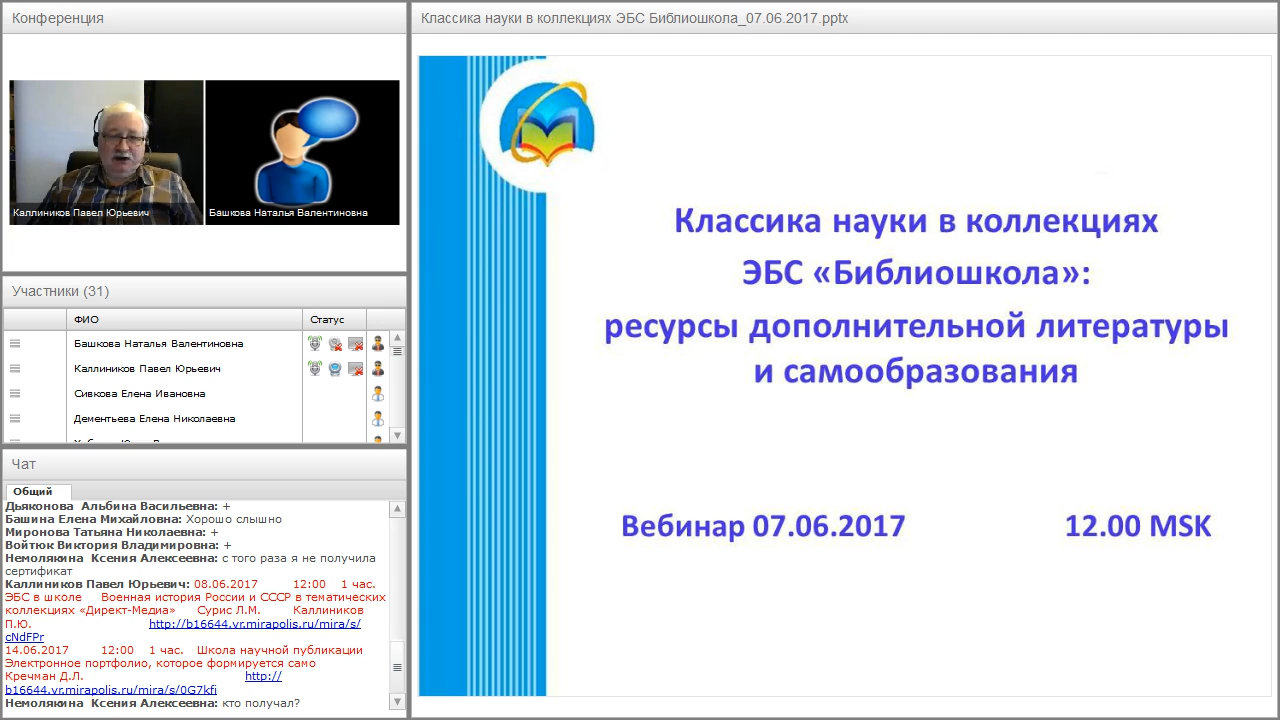 Конференция
Каллиников Павел Юрьевич
Башкова Наталья Валентиновна
Участники (31)
ФИО
Статус
Башкова Наталья Валентиновна
Каллиников Павел Юрьевич
Сивкова Елена Ивановна
Дементьева Елена Николаевна
Чат
Общий
Дьяконова Альбина Васильевна: +
Башина Елена Михайловна: Хорошо слышно
Миронова Татьяна Николаевна: +
Войтюк Виктория Владимировна: +
Немолякина Ксения Алексеевна: с того раза я не получила
сертификат
Каллиников Павел Юрьевич: 08.06.2017 12:00 1 час.
ЭБС в школе Военная история России и СССР в тематических
коллекциях «Директ-Медиа» Сурис Л.М. Каллиников
П.Ю. http://b16644.vr.mirapolis.ru/mira/s/
cNdFPr
14.06.2017 12:00 1 час. Школа научной публикации
Электронное портфолио, которое формируется само
Кречман Д.Л. http://
b16644.vr.mirapolis.ru/mira/s/0G7kfi
Немолякина Ксения Алексеевна: кто получал?
Классика науки в коллекциях ЭБС Библиошкола_07.06.2017.pptx
Классика науки в коллекциях
ЭБС «Библиошкола»:
ресурсы дополнительной литературы
и самообразования
Вебинар 07.06.2017 12.00 MSK